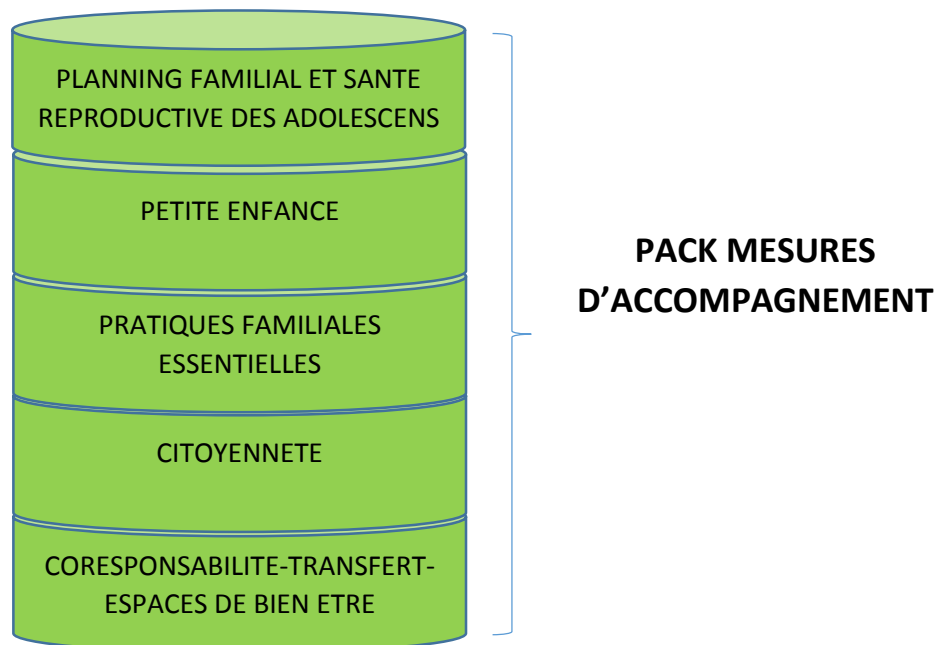 PLANNING FAMILIAL ET SANTE
REPRODUCTIVE DES ADOLESCENS
PETITE ENFANCE
PRATIQUES FAMILIALES
ESSENTIELLES
CITOYENNETE
CORESPONSABILITE-TRANSFERT-
ESPACES DE BIEN ETRE
PACK MESURES
D’ACCOMPAGNEMENT